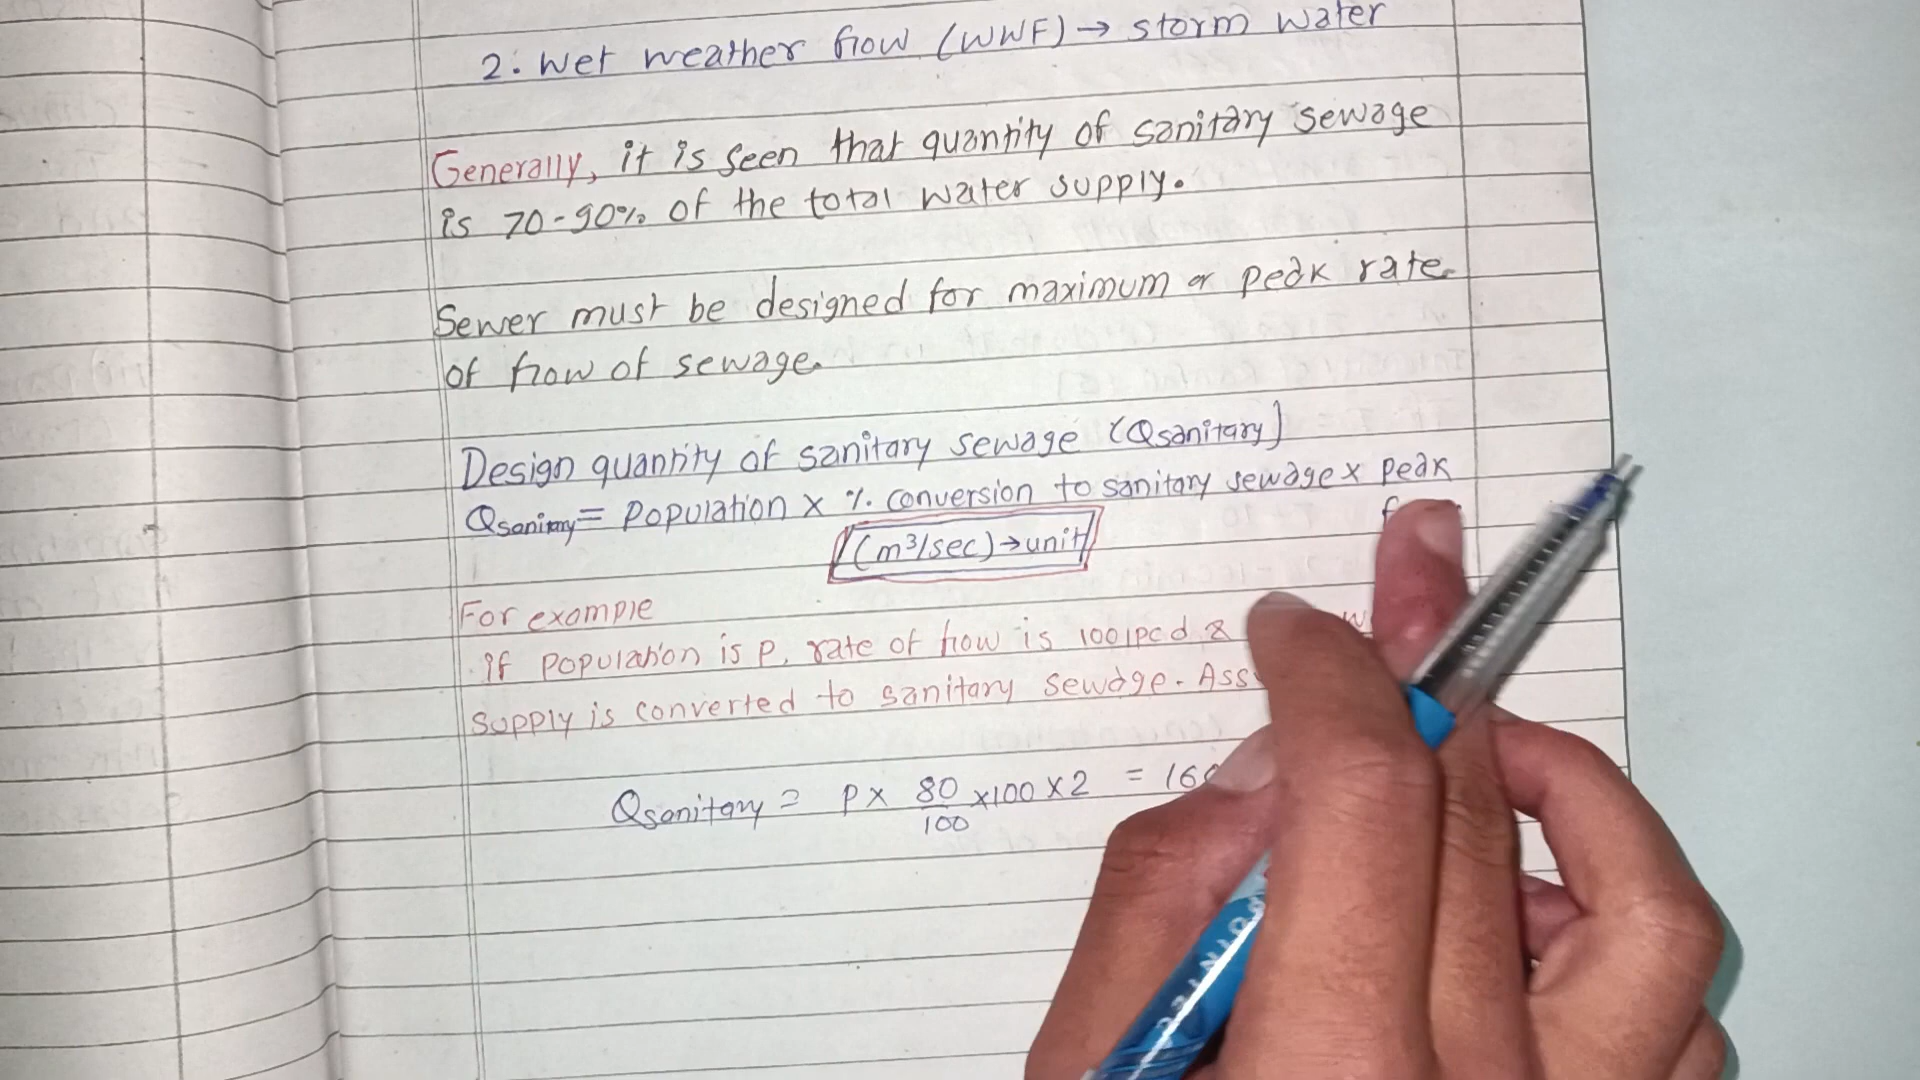 2. Wet weather flow (WWF) → storm water
Generally, it is seen that quantity of sanitary sewage
is 70-90% of the total water supply.
Sewer must be designed for maximum or peak rate
of flow of sewage.
Design quantity of sanitary sewage (Qsanitary)
Qsanitary = Population x % conversion to sanitary sewage x peak
(m³/sec) → unit
For example
if population is P, rate of flow is 100lpcd &
supply is converted to sanitary sewage. Ass
Qsanitary = P x 80/100 x 100 x 2 = 16